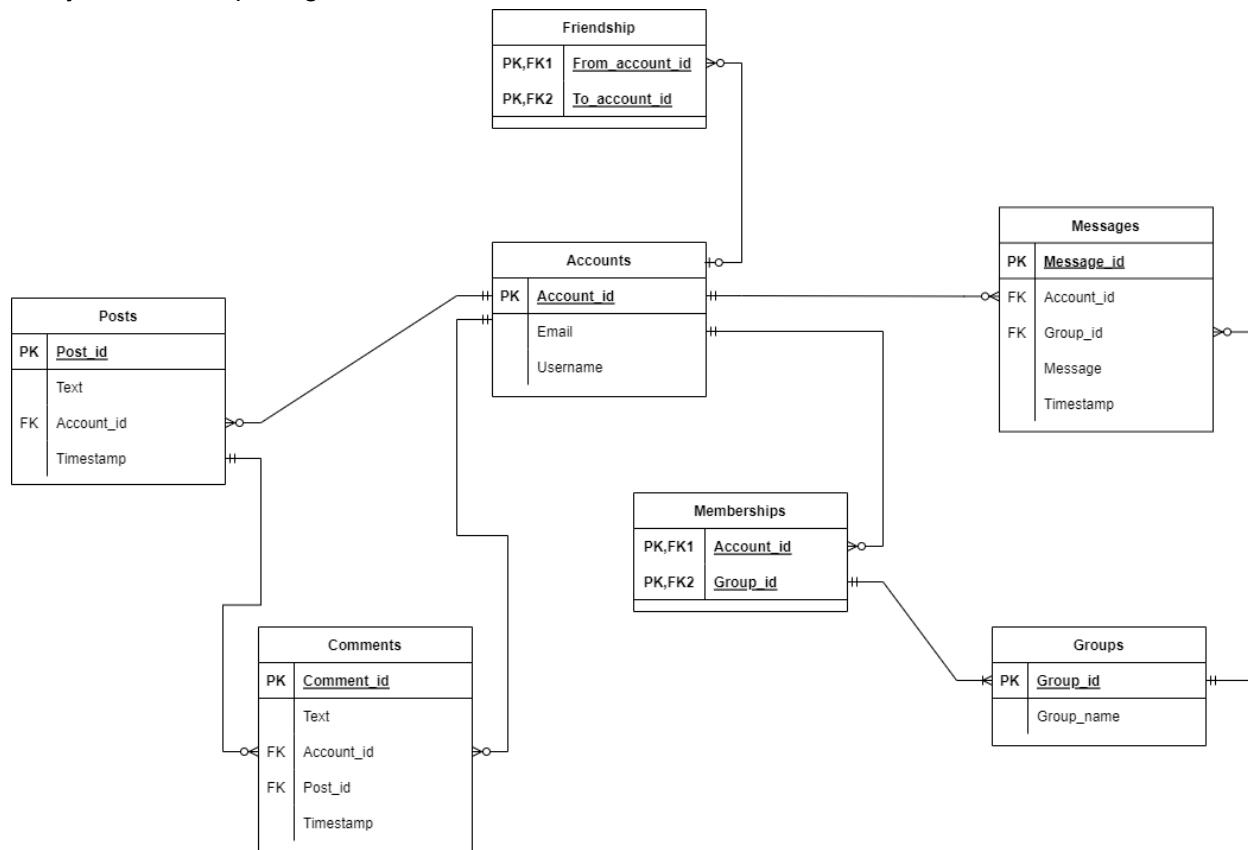 Friendship
PK,FK1 From_account_id
PK,FK2 To_account_id
Accounts
PK Account_id
Email
Username
Messages
PK Message_id
FK Account_id
FK Group_id
Message
Timestamp
Posts
PK Post_id
Text
FK Account_id
Timestamp
Memberships
PK,FK1 Account_id
PK,FK2 Group_id
Comments
PK Comment_id
Text
FK Account_id
FK Post_id
Timestamp
Groups
PK Group_id
Group_name